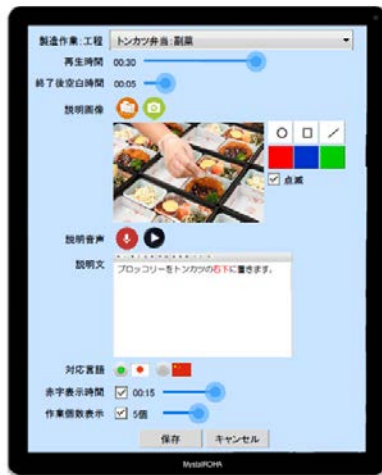 製造作業:工程 トンカツ弁当:副菜
再生時間 00:30
終了後空白時間 00:05
説明画像
点滅
説明音声
説明文
ブロッコリーをトンカツの右下に置きます。
対応言語
赤字表示時間 00:15
作業個数表示 5個
保存 キャンセル